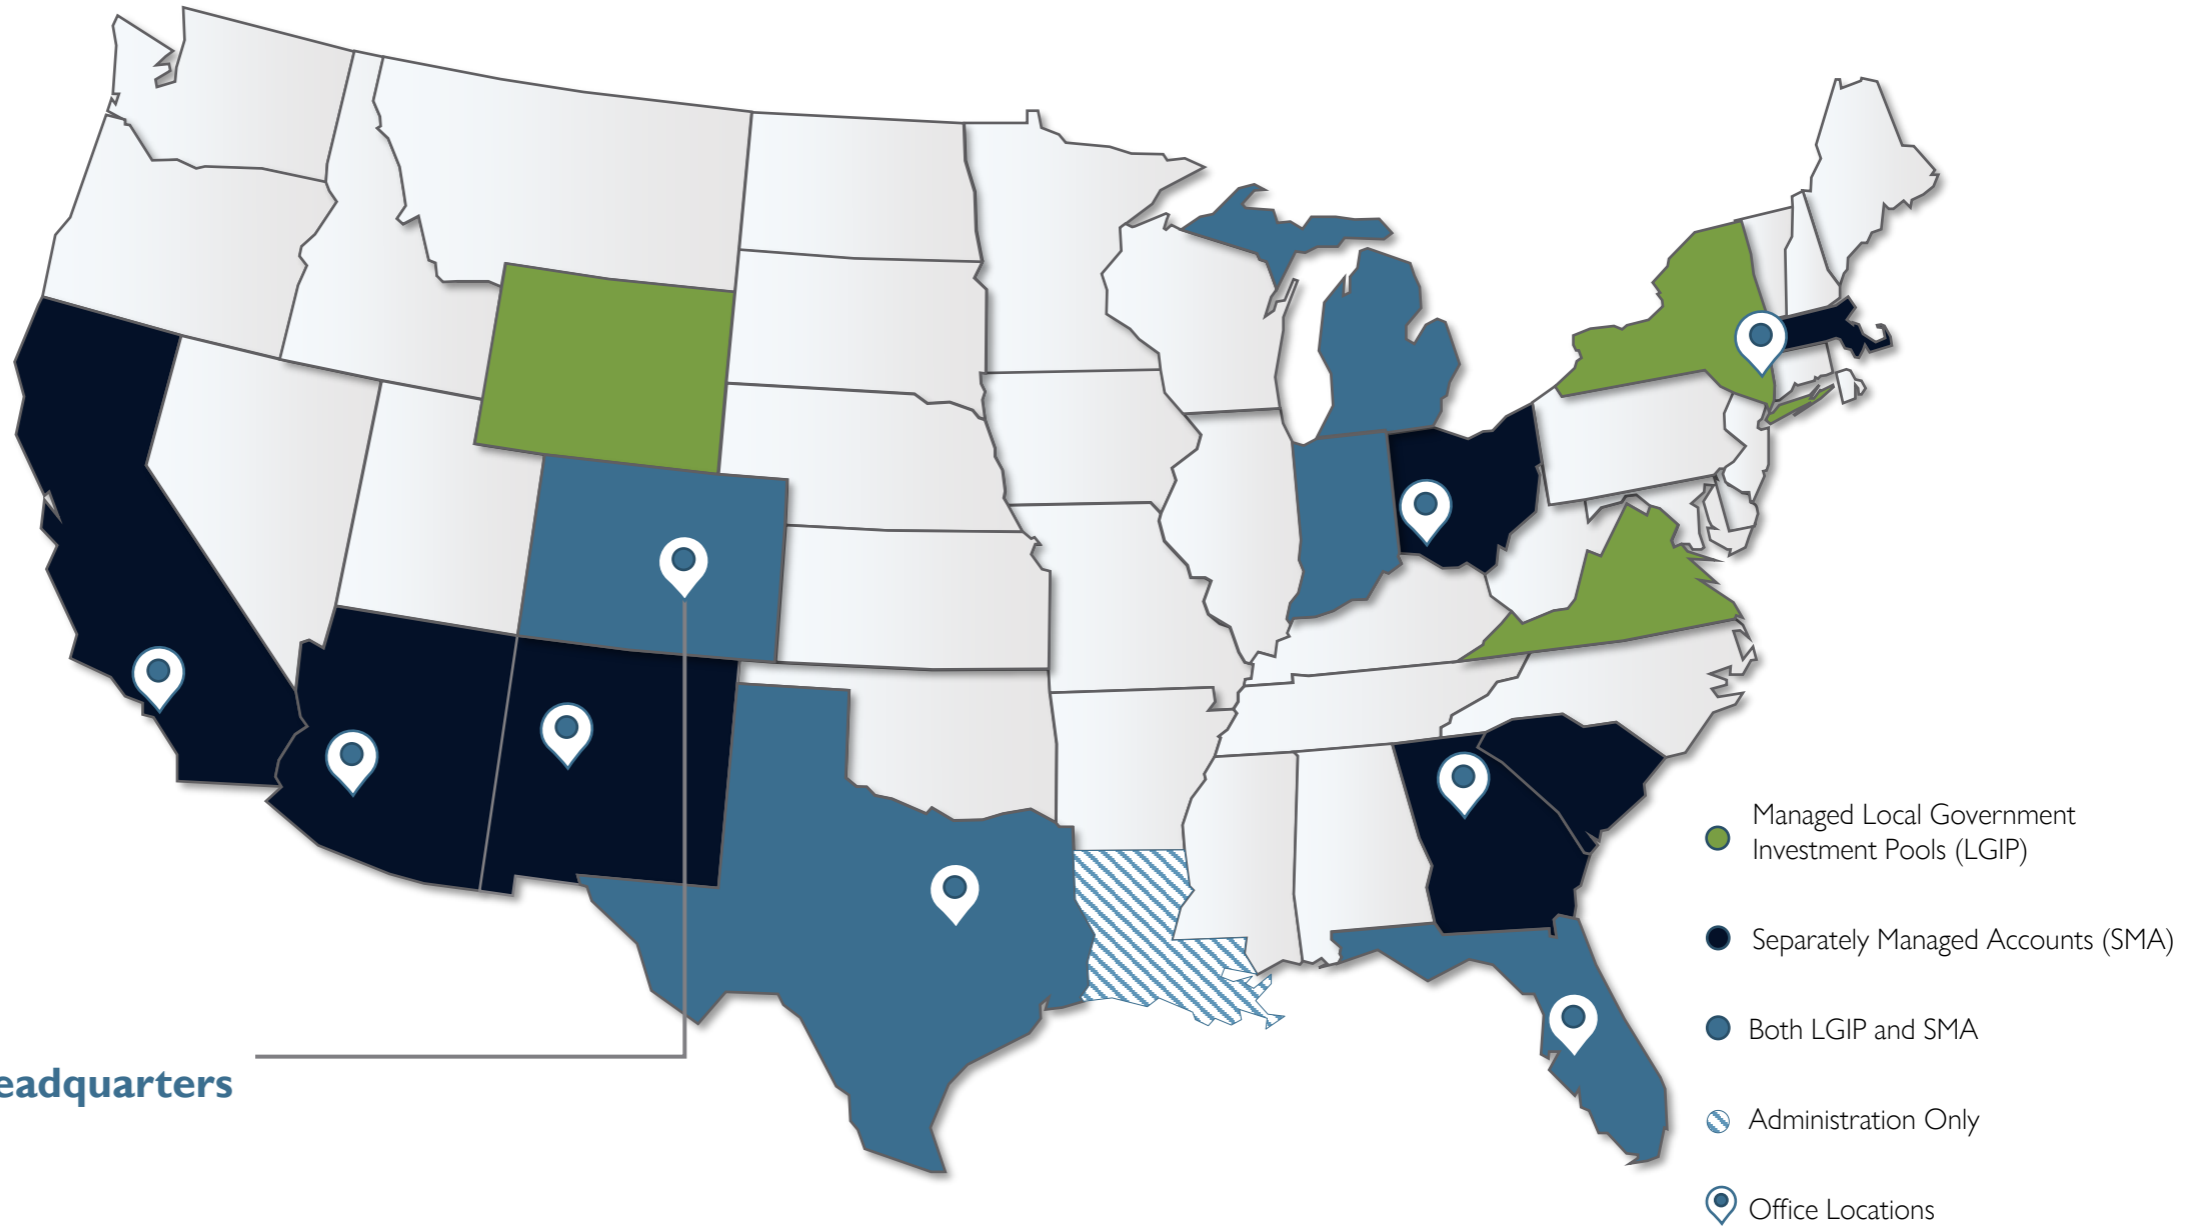 Managed Local Government
Investment Pools (LGIP)
Separately Managed Accounts (SMA)
Both LGIP and SMA
eadquarters
Administration Only
Office Locations